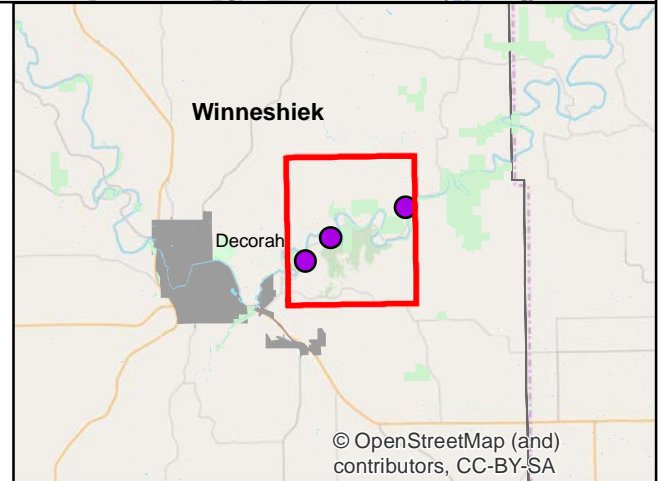 Winneshiek
Decorah
© OpenStreetMap (and)
contributors, CC-BY-SA